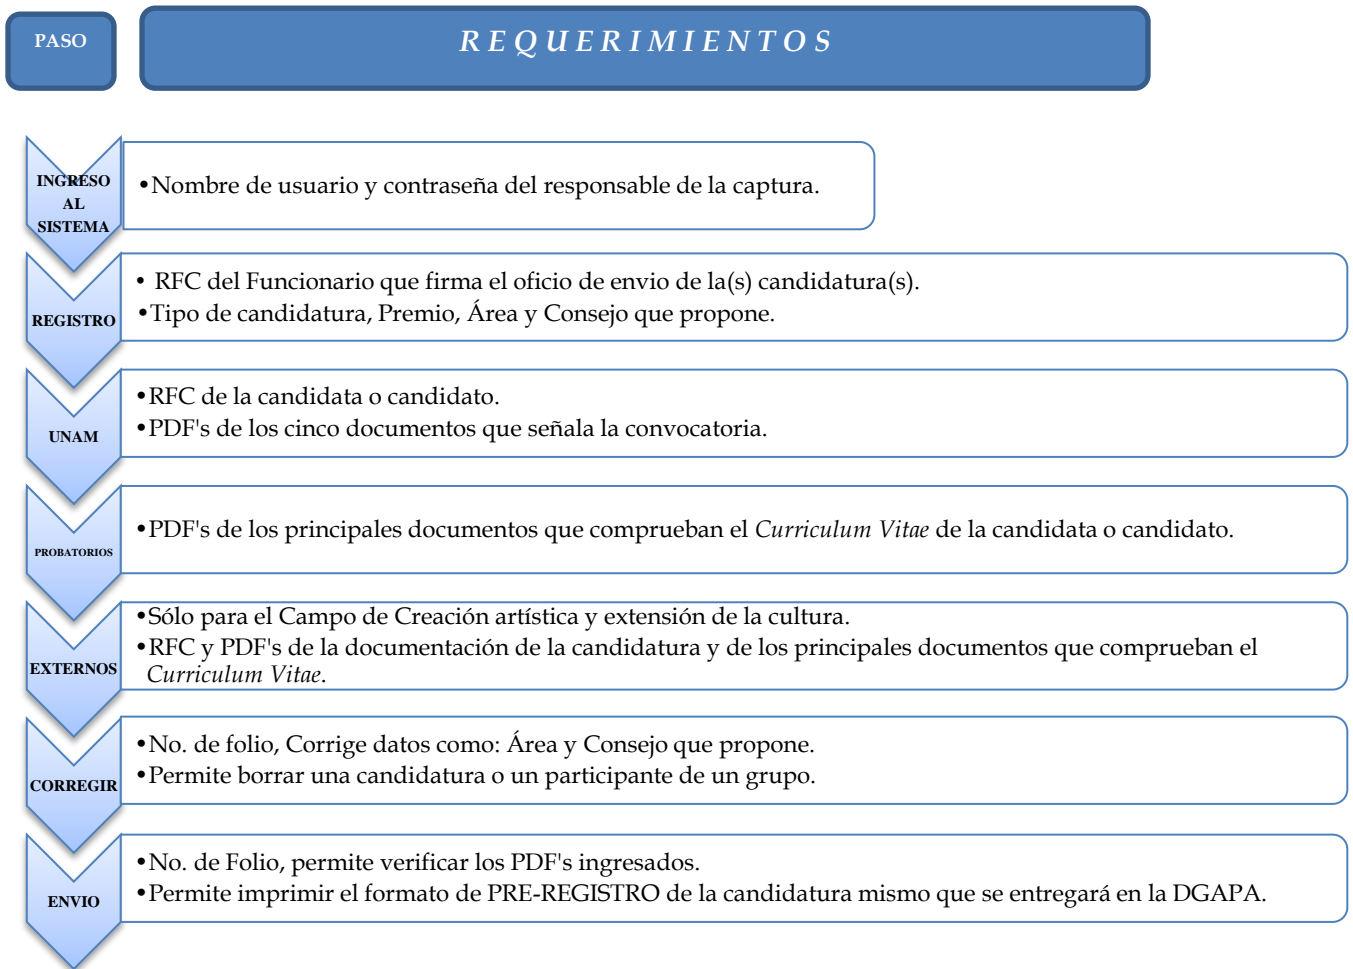 PASO
REQUERIMIENTOS
INGRESO
AL
SISTEMA
•Nombre de usuario y contraseña del responsable de la captura.
REGISTRO
• RFC del Funcionario que firma el oficio de envio de la(s) candidatura(s).
•Tipo de candidatura, Premio, Área y Consejo que propone.
UNAM
•RFC de la candidata o candidato.
•PDF's de los cinco documentos que señala la convocatoria.
PROBATORIOS
•PDF's de los principales documentos que comprueban el Curriculum Vitae de la candidata o candidato.
EXTERNOS
•Sólo para el Campo de Creación artística y extensión de la cultura.
•RFC y PDF's de la documentación de la candidatura y de los principales documentos que comprueban el
Curriculum Vitae.
CORREGIR
•No. de folio, Corrige datos como: Área y Consejo que propone.
•Permite borrar una candidatura o un participante de un grupo.
ENVIO
•No. de Folio, permite verificar los PDF's ingresados.
•Permite imprimir el formato de PRE-REGISTRO de la candidatura mismo que se entregará en la DGAPA.